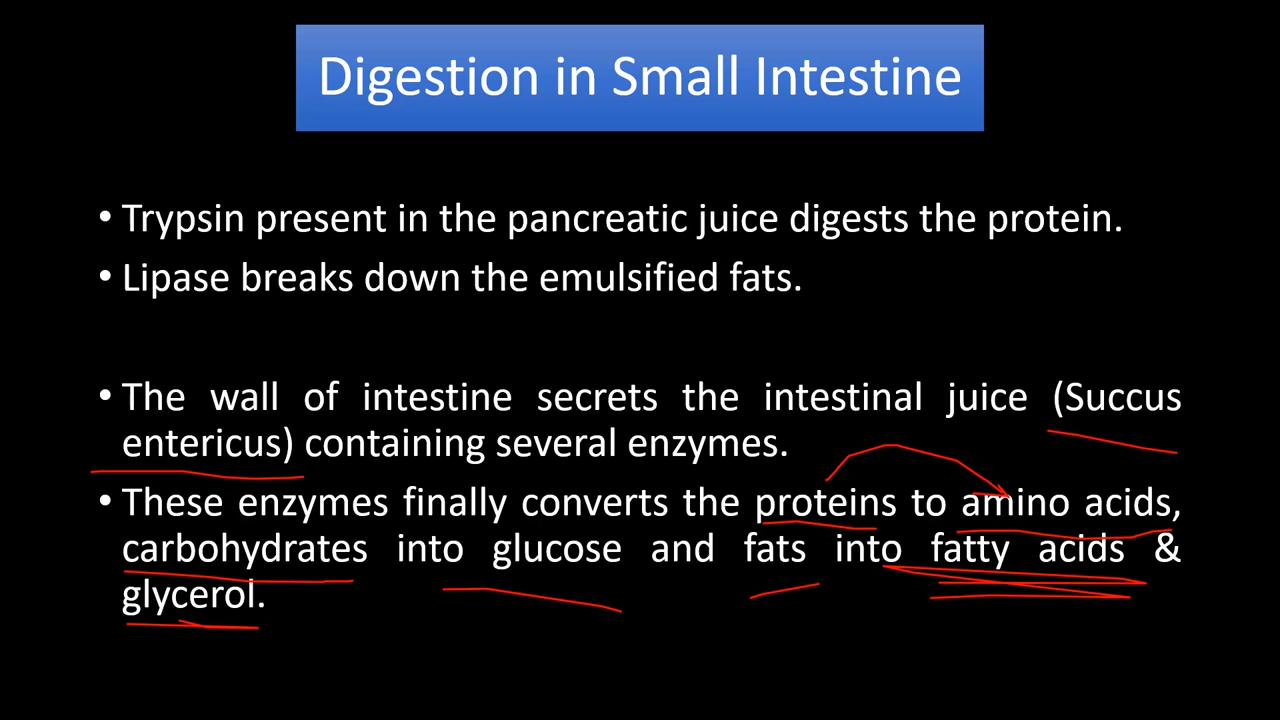 Digestion in Small Intestine
• Trypsin present in the pancreatic juice digests the protein.
• Lipase breaks down the emulsified fats.
• The wall of intestine secrets the intestinal juice (Succus
entericus) containing several enzymes.
• These enzymes finally converts the proteins to amino acids,
carbohydrates into glucose and fats into fatty acids &
glycerol.